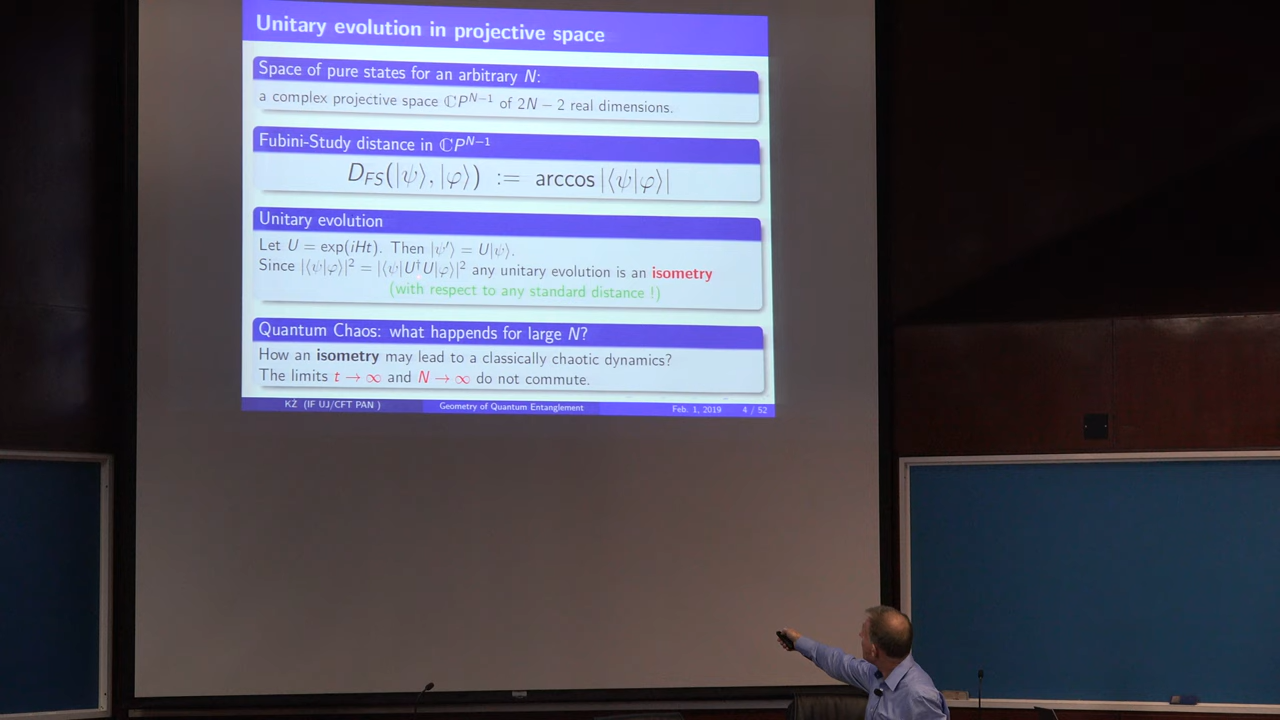 Unitary evolution in projective space
Space of pure states for an arbitrary N:
a complex projective space ℂP^{N−1} of 2N − 2 real dimensions.
Fubini-Study distance in ℂP^{N−1}
D_{FS}(|ψ⟩, |φ⟩) := arccos |⟨ψ|φ⟩|
Unitary evolution
Let U = exp(iHt). Then |ψ′⟩ = U|ψ⟩.
Since |⟨ψ|φ⟩|² = |⟨ψ|U†U|φ⟩|² any unitary evolution is an isometry
(with respect to any standard distance !)
Quantum Chaos: what happends for large N?
How an isometry may lead to a classically chaotic dynamics?
The limits t → ∞ and N → ∞ do not commute.
KŻ (IF UJ/CFT PAN ) Geometry of Quantum Entanglement Feb. 1, 2019 4 / 52